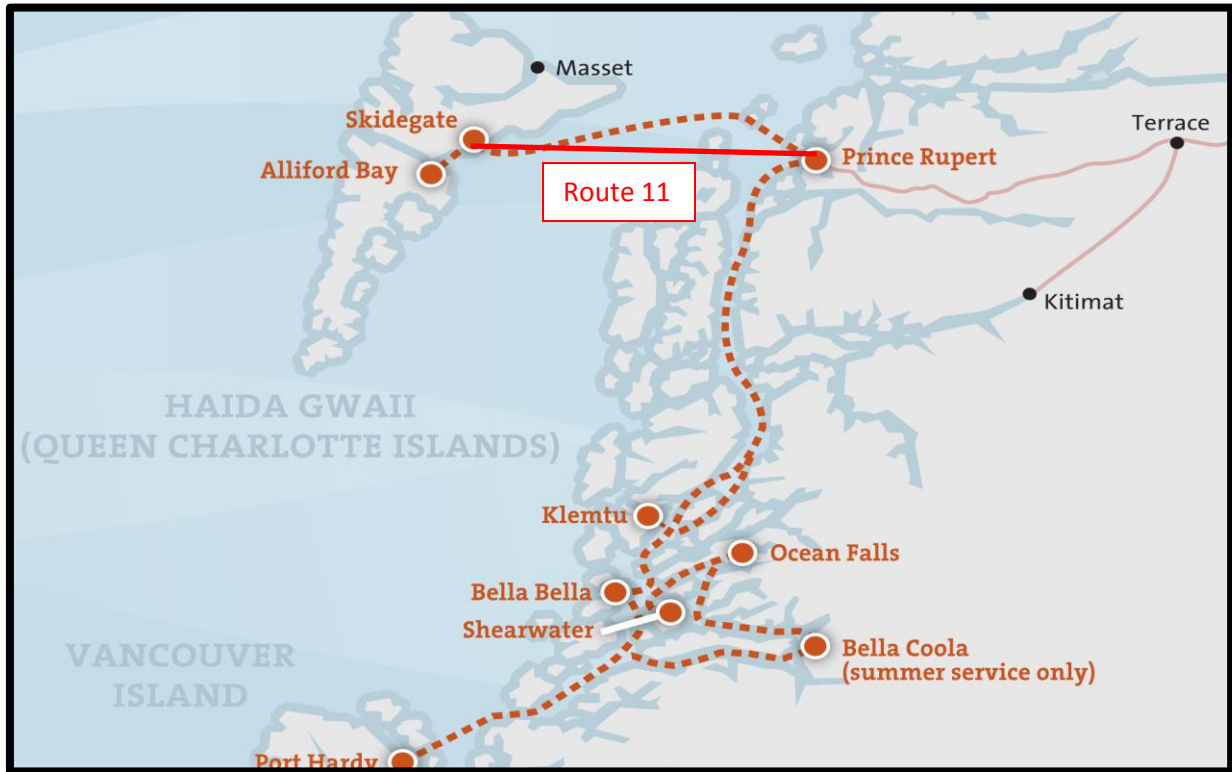 Masset
Skidegate
Terrace
Prince Rupert
Alliford Bay
Route 11
Kitimat
HAIDA GWAII
(QUEEN CHARLOTTE ISLANDS)
Klemtu
Ocean Falls
Bella Bella
Shearwater
Bella Coola
(summer service only)
VANCOUVER
ISLAND
Port Hardy